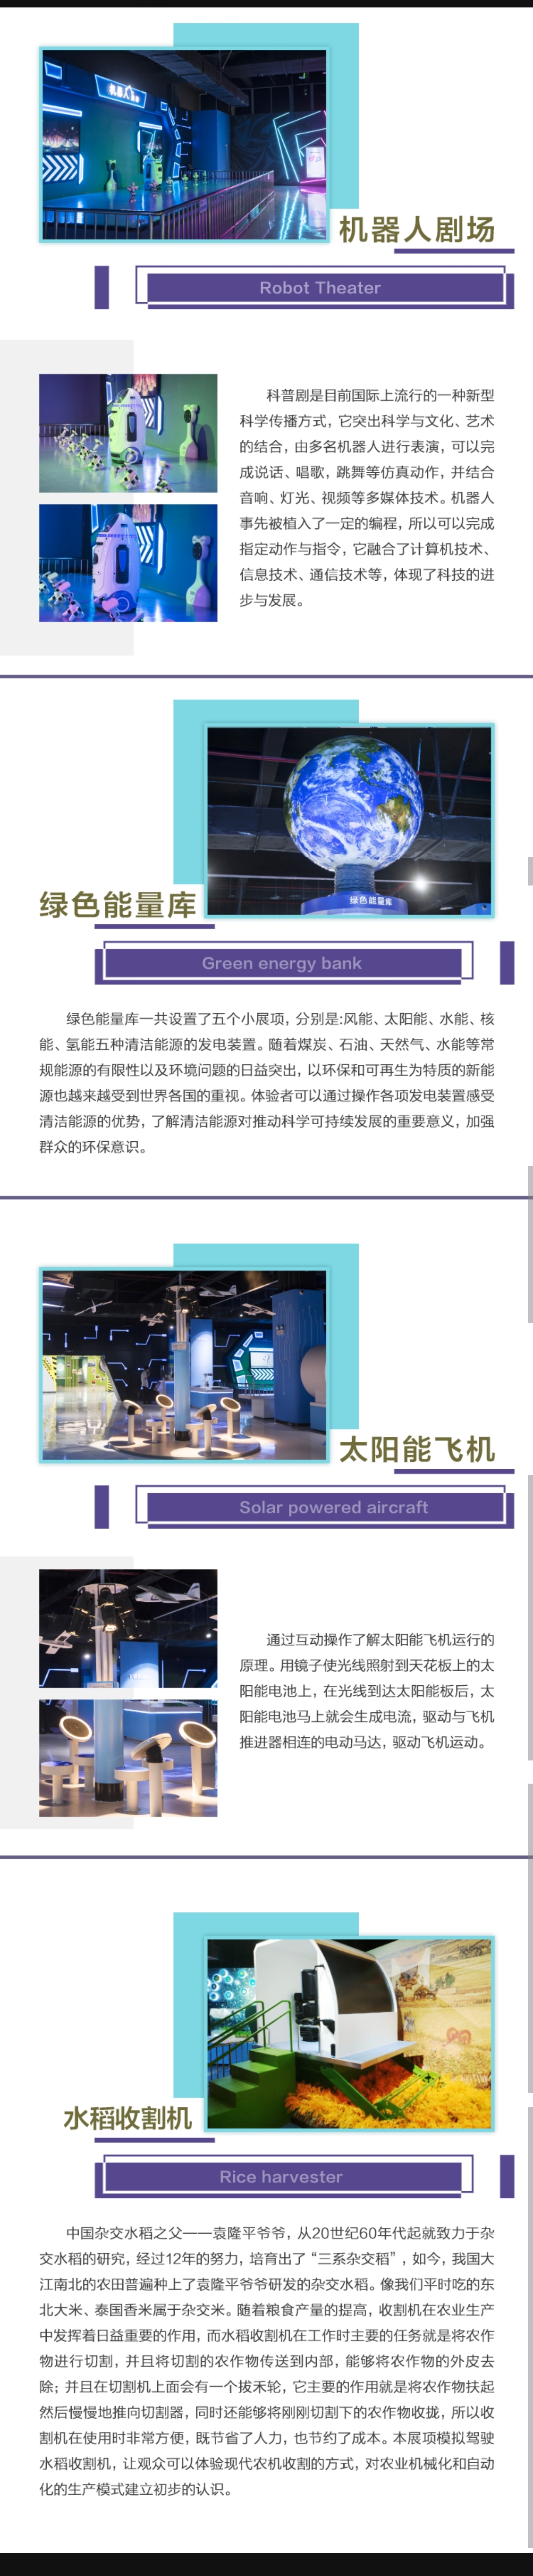 机器人剧场
机器人剧场
Robot Theater
科普剧是目前国际上流行的一种新型
科学传播方式，它突出科学与文化、艺术
的结合，由多名机器人进行表演，可以完
成说话、唱歌，跳舞等仿真动作，并结合
音响、灯光、视频等多媒体技术。机器人
事先被植入了一定的编程，所以可以完成
指定动作与指令，它融合了计算机技术、
信息技术、通信技术等，体现了科技的进
步与发展。
绿色能量库
绿色能量库
Green energy bank
绿色能量库一共设置了五个小展项，分别是:风能、太阳能、水能、核
能、氢能五种清洁能源的发电装置。随着煤炭、石油、天然气、水能等常
规能源的有限性以及环境问题的日益突出，以环保和可再生为特质的新能
源也越来越受到世界各国的重视。体验者可以通过操作各项发电装置感受
清洁能源的优势，了解清洁能源对推动科学可持续发展的重要意义，加强
群众的环保意识。
太阳能飞机
Solar powered aircraft
通过互动操作了解太阳能飞机运行的
原理。用镜子使光线照射到天花板上的太
阳能电池上，在光线到达太阳能板后，太
阳能电池马上就会生成电流，驱动与飞机
推进器相连的电动马达，驱动飞机运动。
水稻收割机
Rice harvester
中国杂交水稻之父——袁隆平爷爷，从20世纪60年代起就致力于杂
交水稻的研究，经过12年的努力，培育出了“三系杂交稻”，如今，我国大
江南北的农田普遍种上了袁隆平爷爷研发的杂交水稻。像我们平时吃的东
北大米、泰国香米属于杂交米。随着粮食产量的提高，收割机在农业生产
中发挥着日益重要的作用，而水稻收割机在工作时主要的任务就是将农作
物进行切割，并且将切割的农作物传送到内部，能够将农作物的外皮去
除；并且在切割机上面会有一个拔禾轮，它主要的作用就是将农作物扶起
然后慢慢地推向切割器，同时还能够将刚刚切割下的农作物收拢，所以收
割机在使用时非常方便，既节省了人力，也节约了成本。本展项模拟驾驶
水稻收割机，让观众可以体验现代农机收割的方式，对农业机械化和自动
化的生产模式建立初步的认识。